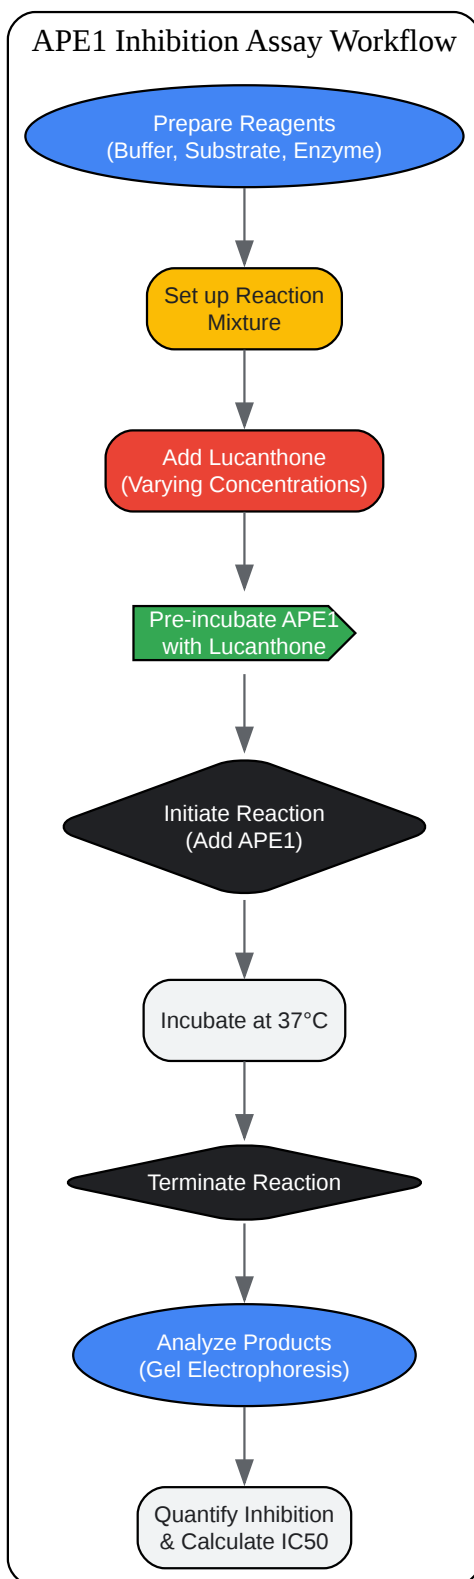 APE1 Inhibition Assay Workflow
Prepare Reagents
(Buffer, Substrate, Enzyme)
Set up Reaction
Mixture
Add Lucanthone
(Varying Concentrations)
Pre-incubate APE1
with Lucanthone
Initiate Reaction
(Add APE1)
Incubate at 37°C
Terminate Reaction
Analyze Products
(Gel Electrophoresis)
Quantify Inhibition
& Calculate IC50